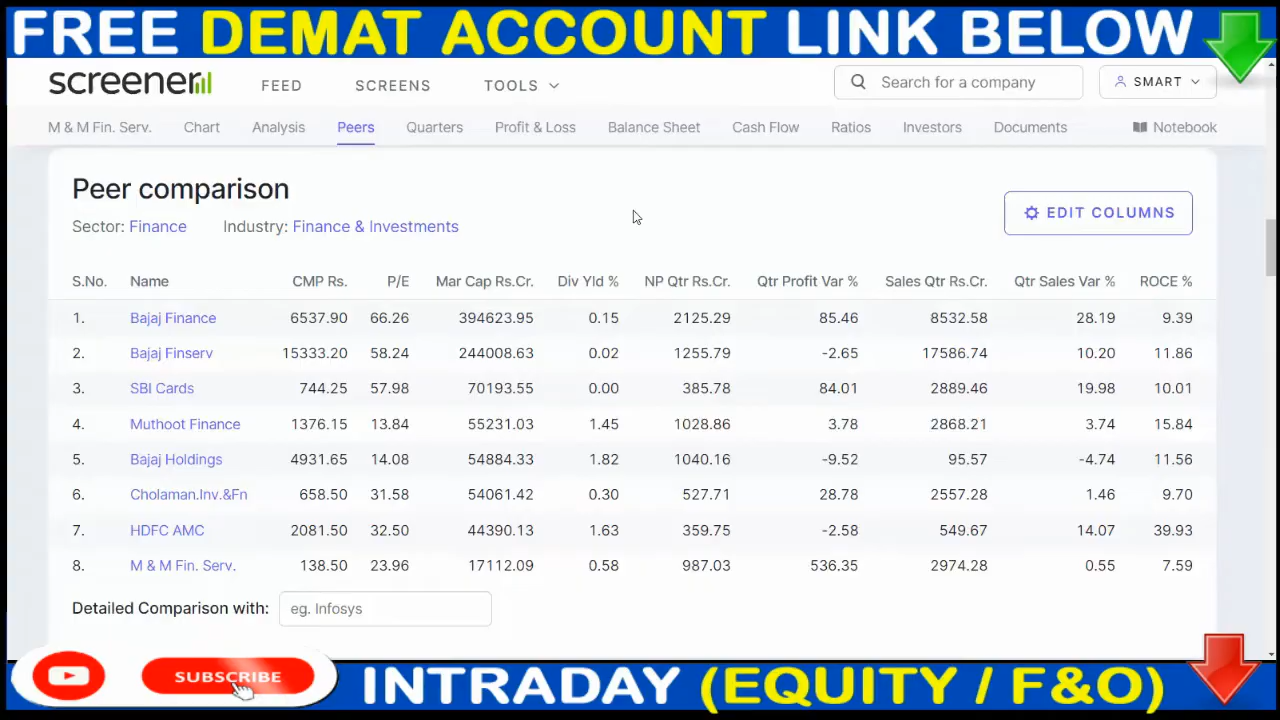 FREE DEMAT ACCOUNT LINK BELOW
screener FEED SCREENS TOOLS Search for a company SMART
M & M Fin. Serv. Chart Analysis Peers Quarters Profit & Loss Balance Sheet Cash Flow Ratios Investors Documents Notebook
Peer comparison
Sector: Finance Industry: Finance & Investments EDIT COLUMNS
S.No. Name CMP Rs. P/E Mar Cap Rs.Cr. Div Yld % NP Qtr Rs.Cr. Qtr Profit Var % Sales Qtr Rs.Cr. Qtr Sales Var % ROCE %
1. Bajaj Finance 6537.90 66.26 394623.95 0.15 2125.29 85.46 8532.58 28.19 9.39
2. Bajaj Finserv 15333.20 58.24 244008.63 0.02 1255.79 -2.65 17586.74 10.20 11.86
3. SBI Cards 744.25 57.98 70193.55 0.00 385.78 84.01 2889.46 19.98 10.01
4. Muthoot Finance 1376.15 13.84 55231.03 1.45 1028.86 3.78 2868.21 3.74 15.84
5. Bajaj Holdings 4931.65 14.08 54884.33 1.82 1040.16 -9.52 95.57 -4.74 11.56
6. Cholaman.Inv.&Fn 658.50 31.58 54061.42 0.30 527.71 28.78 2557.28 1.46 9.70
7. HDFC AMC 2081.50 32.50 44390.13 1.63 359.75 -2.58 549.67 14.07 39.93
8. M & M Fin. Serv. 138.50 23.96 17112.09 0.58 987.03 536.35 2974.28 0.55 7.59
Detailed Comparison with: eg. Infosys
SUBSCRIBE INTRADAY (EQUITY / F&O)